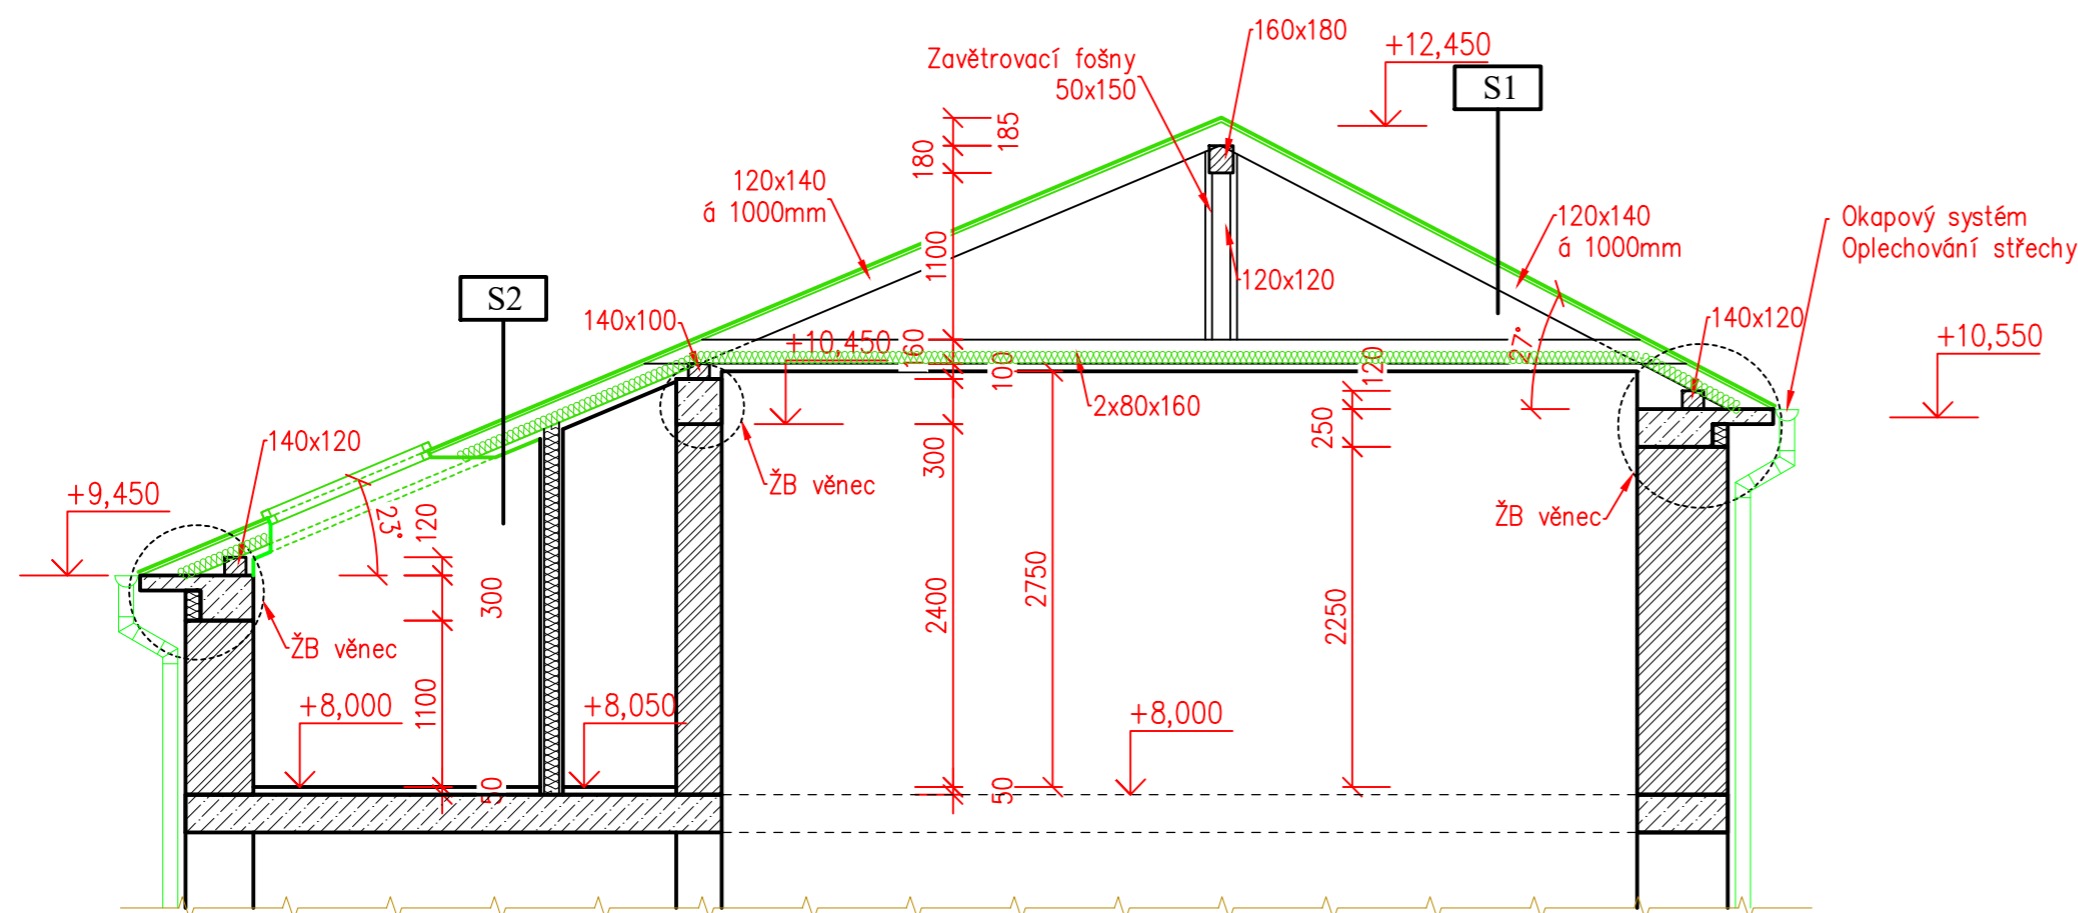 160x180
+12,450
Zavětrovací fošny
50x150
S1
185
180
120x140
á 1000mm
1100
120x120
120x140
á 1000mm
Okapový systém
Oplechování střechy
S2
140x100
+10,450
160
100
120
27°
140x120
+10,550
2x80x160
250
300
ŽB věnec
ŽB věnec
140x120
+9,450
23°
120
300
2400
2750
2250
ŽB věnec
1100
+8,000
+8,050
+8,000
50
50